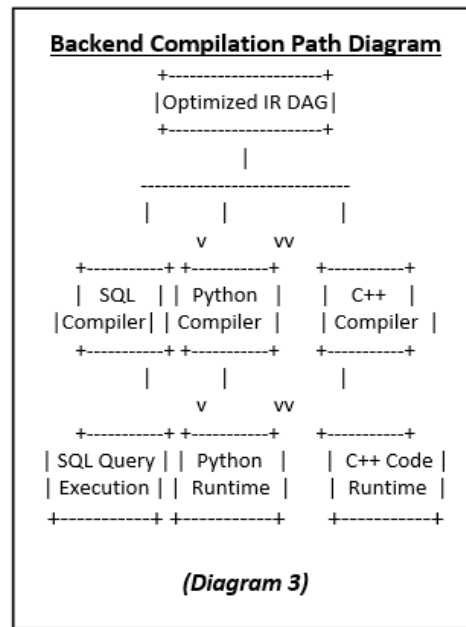 Backend Compilation Path Diagram
+----------------------+
|Optimized IR DAG|
+----------------------+
|
-----------------------------
| | |
v vv
+-----------+ +-----------+ +-----------+
| SQL | | Python | | C++ |
|Compiler| | Compiler | | Compiler |
+-----------+ +-----------+ +-----------+
| | |
v vv
+-----------+ +-----------+ +-----------+
| SQL Query | | Python | | C++ Code |
| Execution | | Runtime | | Runtime |
+------------+ +------------+ +------------+
(Diagram 3)